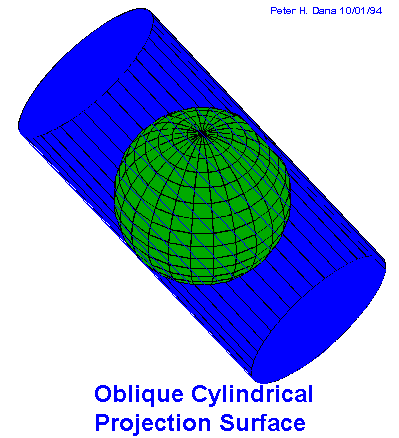 Peter H. Dana 10/01/94
Oblique Cylindrical
Projection Surface